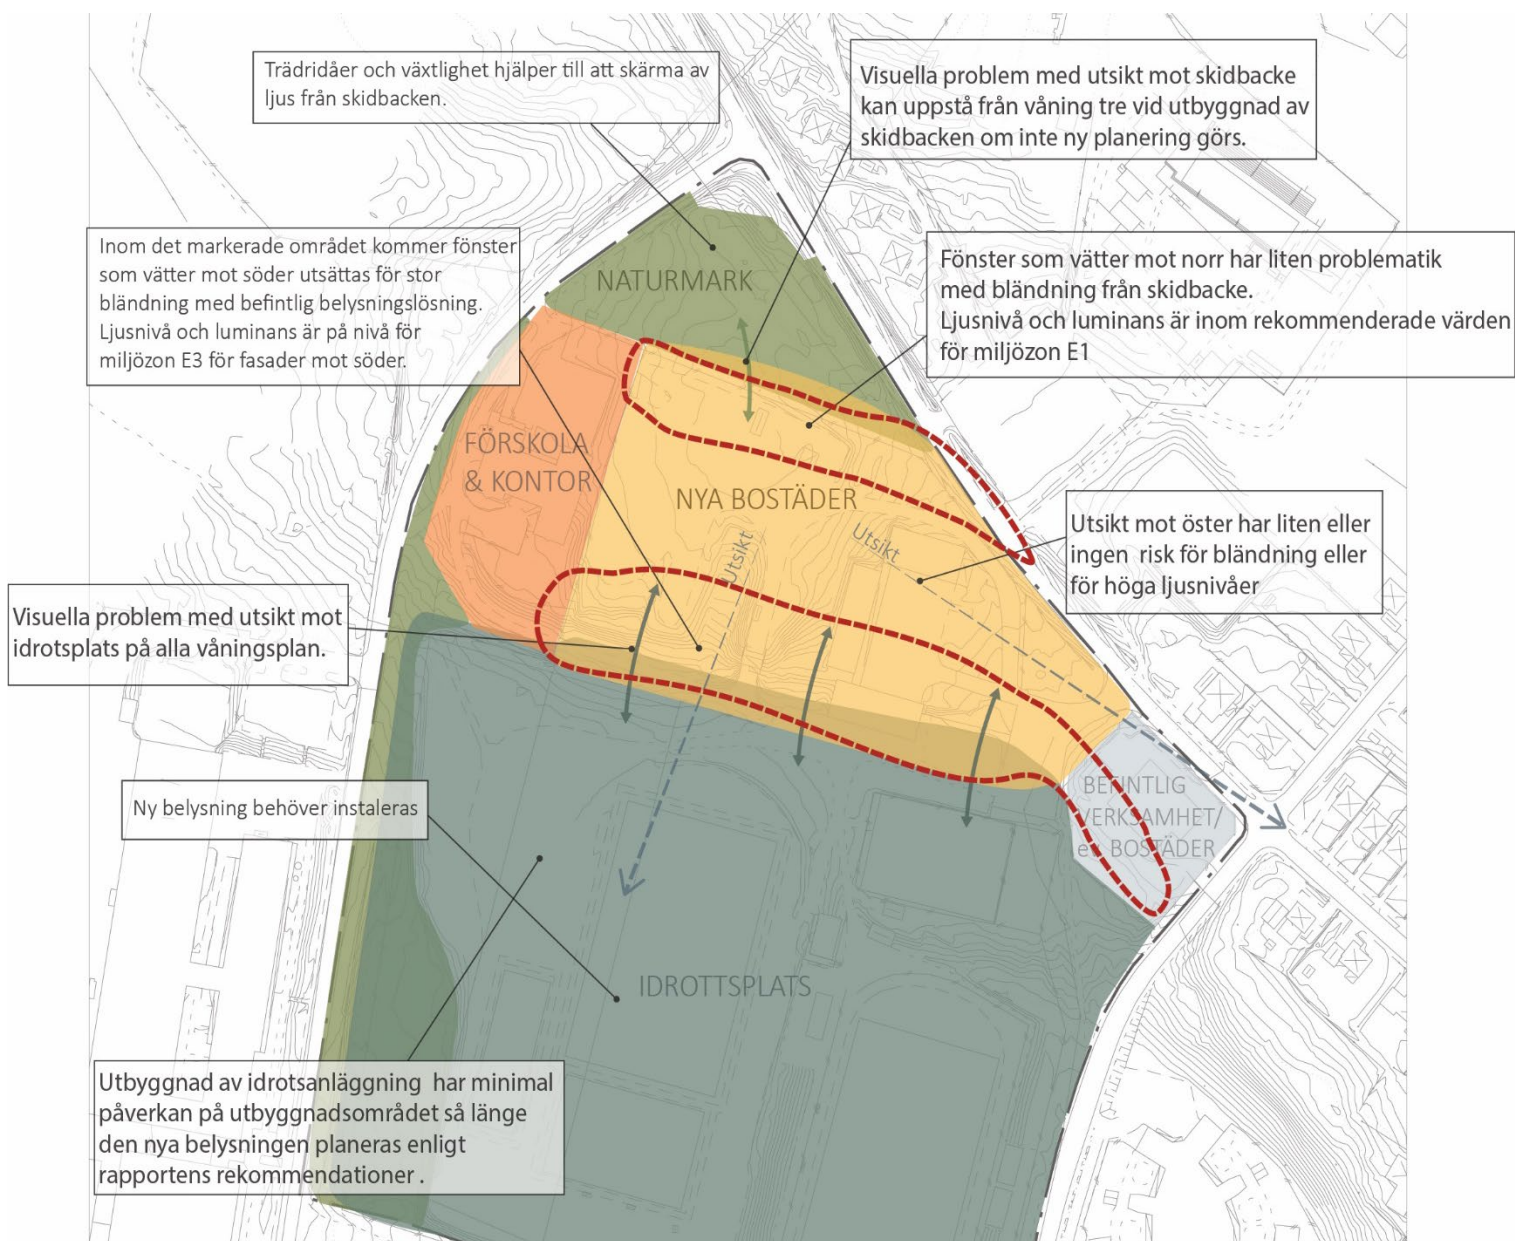 Trädridåer och växtlighet hjälper till att skärma av
ljus från skidbacken.
Visuella problem med utsikt mot skidbacke
kan uppstå från våning tre vid utbyggnad av
skidbacken om inte ny planering görs.
Inom det markerade området kommer fönster
som vätter mot söder utsättas för stor
bländning med befintlig belysningslösning.
Ljusnivå och luminans är på nivå för
miljözon E3 för fasader mot söder.
Fönster som vätter mot norr har liten problematik
med bländning från skidbacke.
Ljusnivå och luminans är inom rekommenderade värden
för miljözon E1
NATURMARK
FÖRSKOLA
& KONTOR
NYA BOSTÄDER
Utsikt
Utsikt
Utsikt mot öster har liten eller
ingen risk för bländning eller
för höga ljusnivåer
Visuella problem med utsikt mot
idrotsplats på alla våningsplan.
Ny belysning behöver instaleras
BEFINTLIG
VERKSAMHET/
ev. BOSTÄDER
IDROTTSPLATS
Utbyggnad av idrotsanläggning har minimal
påverkan på utbyggnadsområdet så länge
den nya belysningen planeras enligt
rapportens rekommendationer .